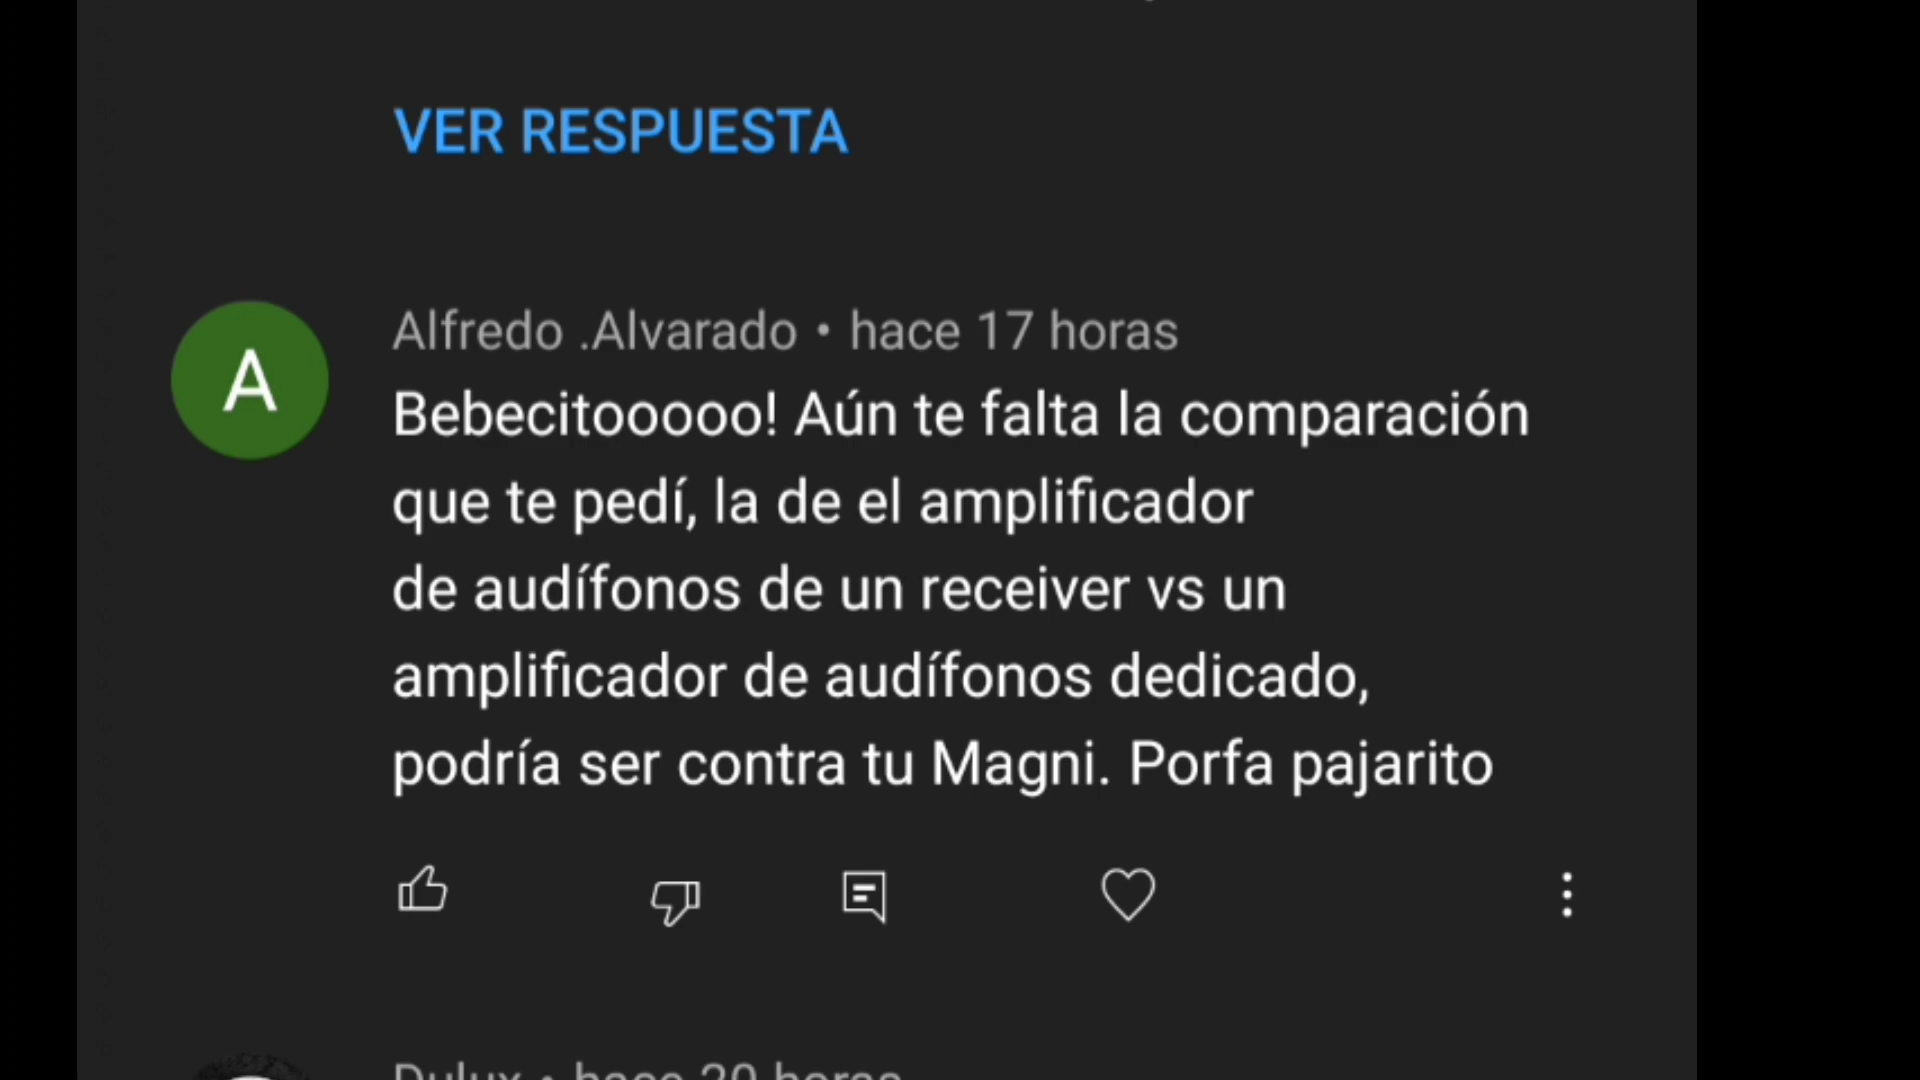 VER RESPUESTA
Alfredo .Alvarado • hace 17 horas
Bebecitooooo! Aún te falta la comparación
que te pedí, la de el amplificador
de audífonos de un receiver vs un
amplificador de audífonos dedicado,
podría ser contra tu Magni. Porfa pajarito
Dulux • hace 20 horas